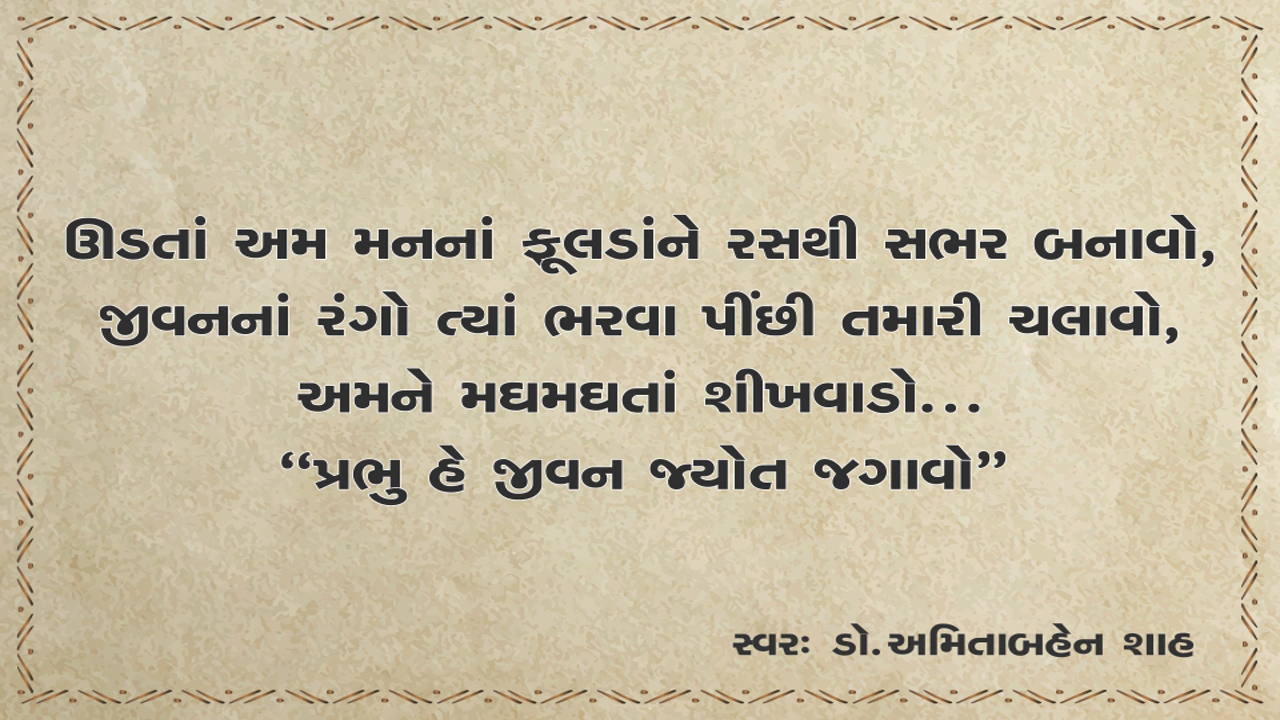 ઊડતાં અમ મનનાં ફૂલડાંને રસથી સભર બનાવો,
જીવનનાં રંગો ત્યાં ભરવા પીંછી તમારી ચલાવો,
અમને મઘમઘતાં શીખવાડો...
“પ્રભુ હે જીવન જ્યોત જગાવો”
સ્વરઃ ડો.અમિતાબહેન શાહ